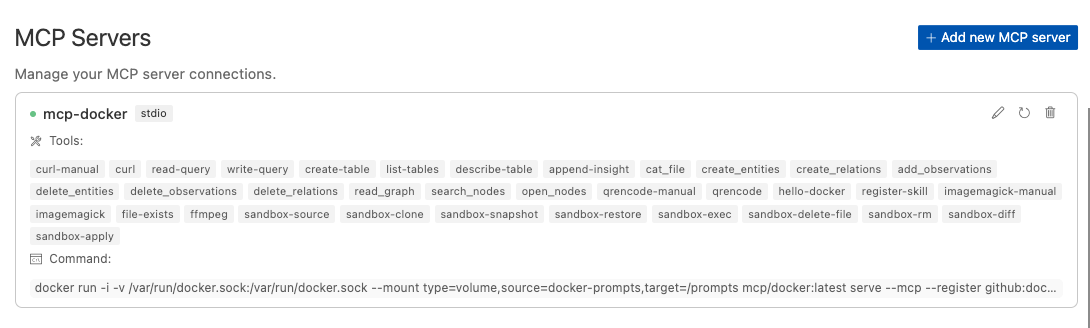 MCP Servers
+ Add new MCP server
Manage your MCP server connections.
mcp-docker stdio
Tools:
curl-manual curl read-query write-query create-table list-tables describe-table append-insight cat_file create_entities create_relations add_observations
delete_entities delete_observations delete_relations read_graph search_nodes open_nodes qrencode-manual qrencode hello-docker register-skill imagemagick-manual
imagemagick file-exists ffmpeg sandbox-source sandbox-clone sandbox-snapshot sandbox-restore sandbox-exec sandbox-delete-file sandbox-rm sandbox-diff
sandbox-apply
Command:
docker run -i -v /var/run/docker.sock:/var/run/docker.sock --mount type=volume,source=docker-prompts,target=/prompts mcp/docker:latest serve --mcp --register github:doc...